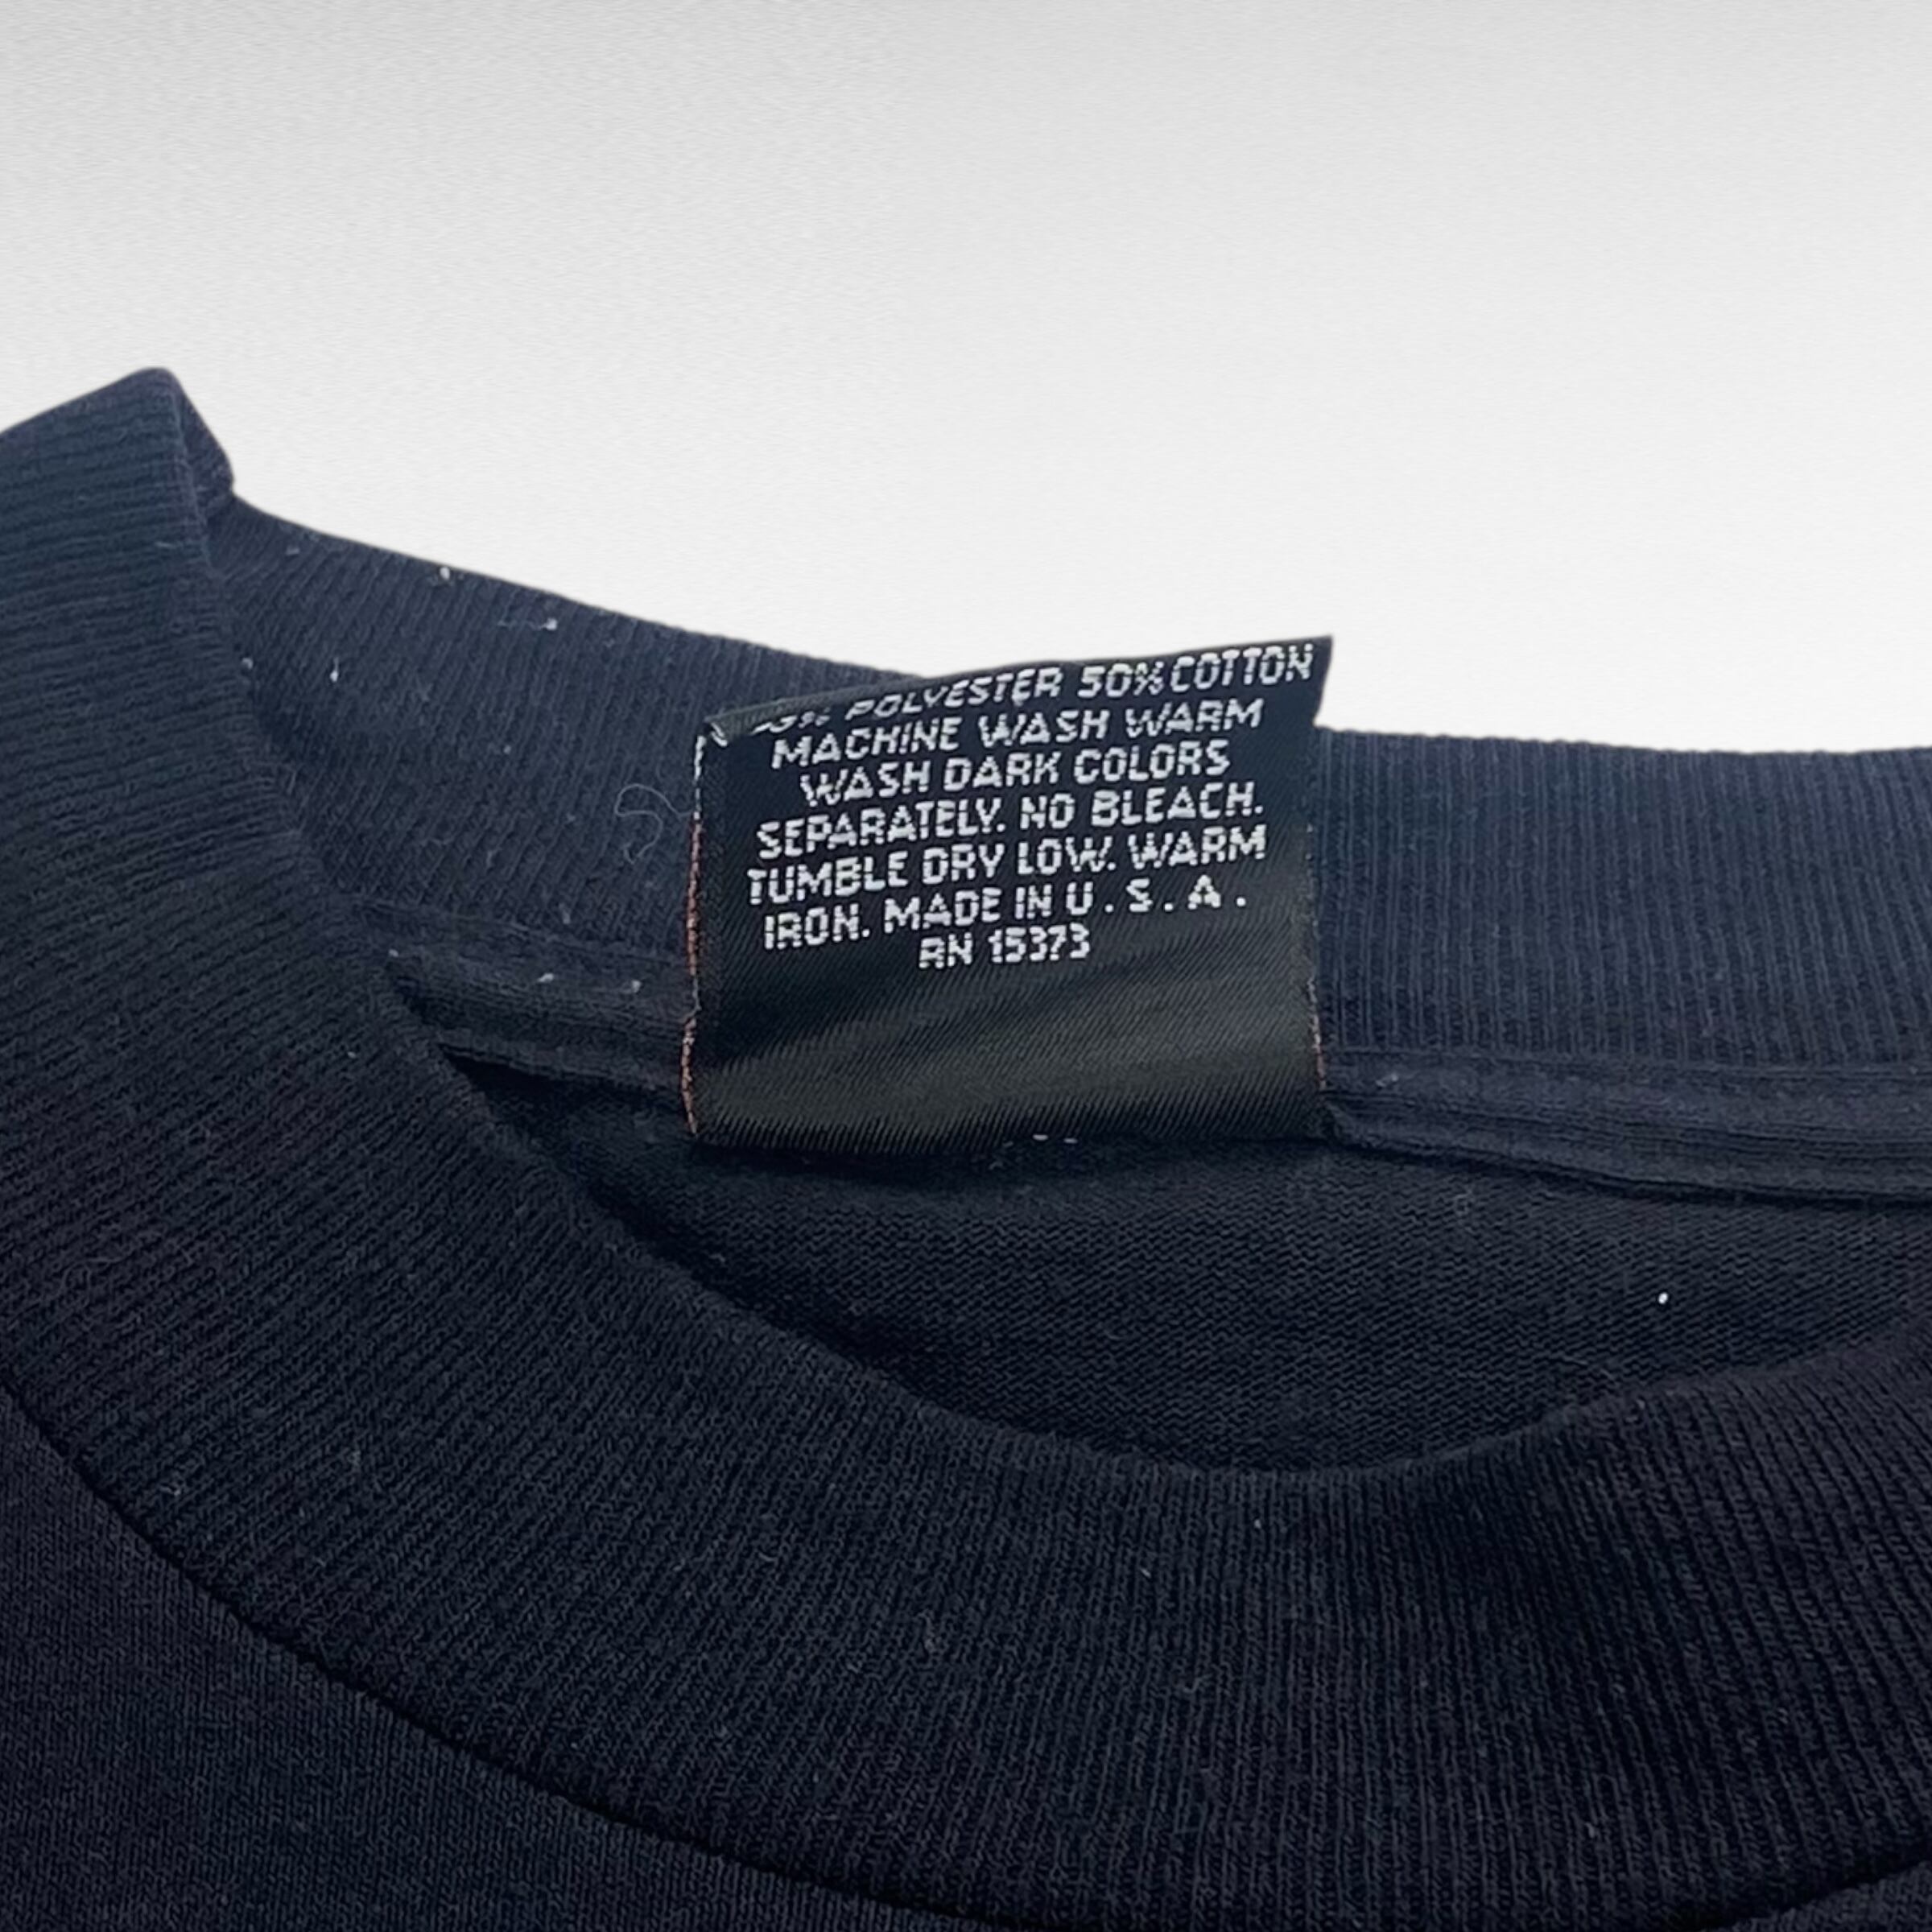 POLYESTER 50% COTTON
MACHINE WASH WARM
WASH DARK COLORS
SEPARATELY. NO BLEACH.
TUMBLE DRY LOW. WARM
IRON. MADE IN U.S.A.
RN 15373